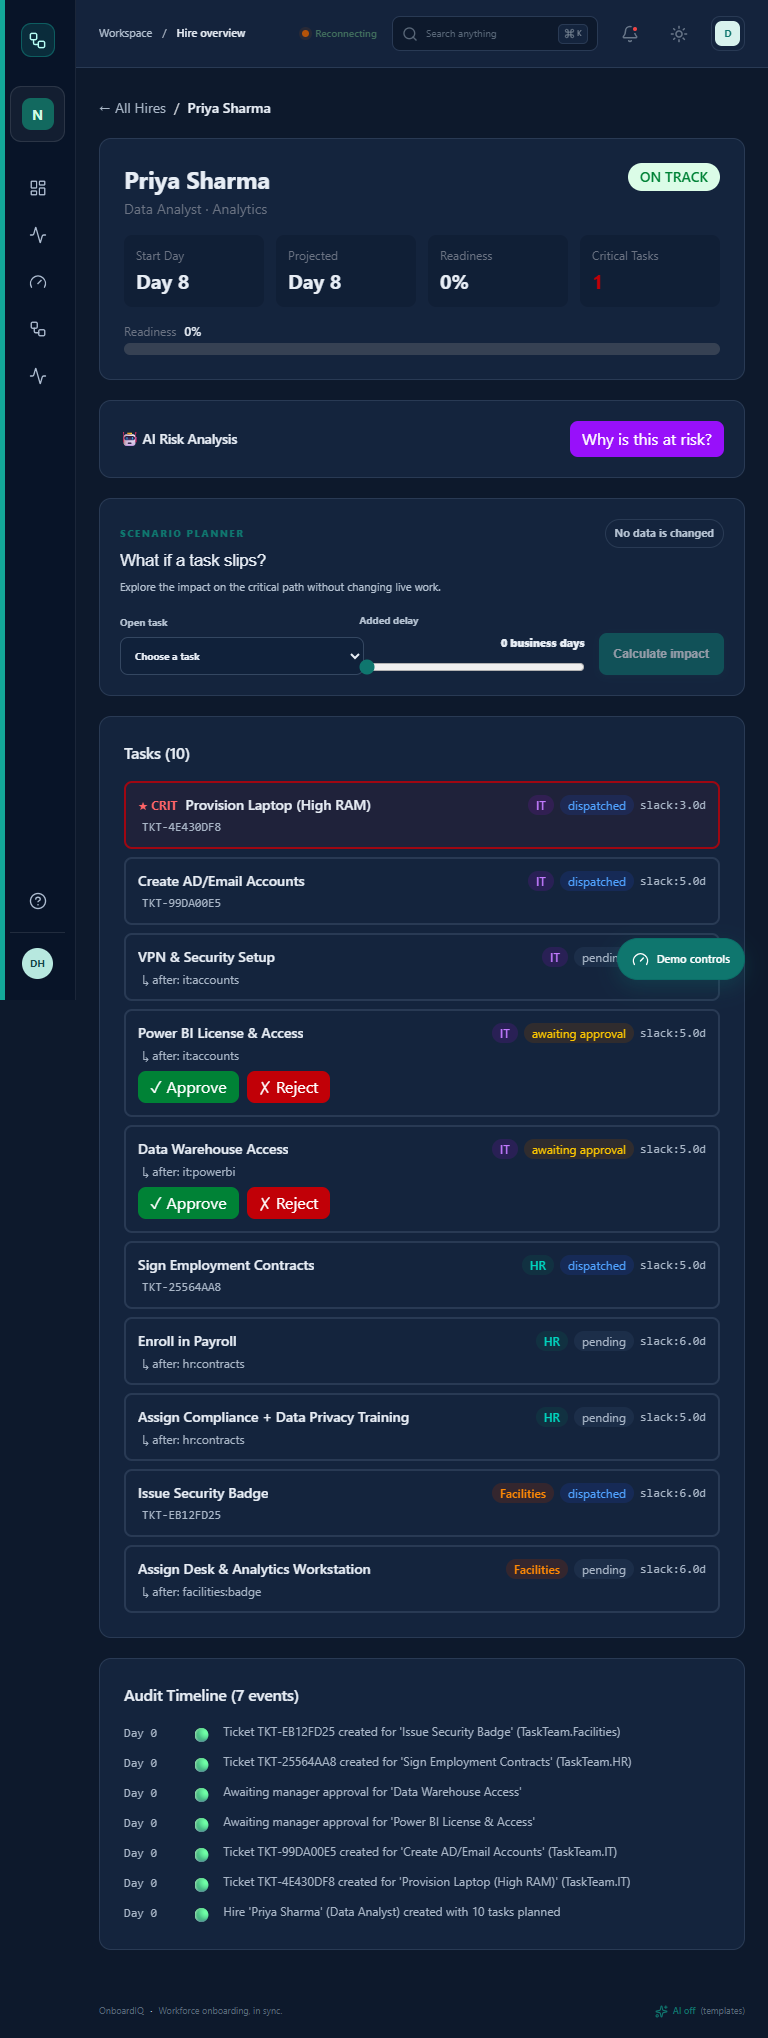 Workspace / Hire overview
Reconnecting
Search anything
⌘ K
D
N
← All Hires / Priya Sharma
Priya Sharma
ON TRACK
Data Analyst · Analytics
Start Day
Day 8
Projected
Day 8
Readiness
0%
Critical Tasks
1
Readiness 0%
AI Risk Analysis
Why is this at risk?
SCENARIO PLANNER
No data is changed
What if a task slips?
Explore the impact on the critical path without changing live work.
Open task
Added delay
Choose a task
0 business days
Calculate impact
Tasks (10)
★ CRIT Provision Laptop (High RAM) IT dispatched slack:3.0d
TKT-4E430DF8
Create AD/Email Accounts IT dispatched slack:5.0d
TKT-99DA00E5
VPN & Security Setup IT pendin
↳ after: it:accounts
Demo controls
DH
Power BI License & Access IT awaiting approval slack:5.0d
↳ after: it:accounts
✓ Approve ✗ Reject
Data Warehouse Access IT awaiting approval slack:5.0d
↳ after: it:powerbi
✓ Approve ✗ Reject
Sign Employment Contracts HR dispatched slack:5.0d
TKT-25564AA8
Enroll in Payroll HR pending slack:6.0d
↳ after: hr:contracts
Assign Compliance + Data Privacy Training HR pending slack:5.0d
↳ after: hr:contracts
Issue Security Badge Facilities dispatched slack:6.0d
TKT-EB12FD25
Assign Desk & Analytics Workstation Facilities pending slack:6.0d
↳ after: facilities:badge
Audit Timeline (7 events)
Day 0 Ticket TKT-EB12FD25 created for 'Issue Security Badge' (TaskTeam.Facilities)
Day 0 Ticket TKT-25564AA8 created for 'Sign Employment Contracts' (TaskTeam.HR)
Day 0 Awaiting manager approval for 'Data Warehouse Access'
Day 0 Awaiting manager approval for 'Power BI License & Access'
Day 0 Ticket TKT-99DA00E5 created for 'Create AD/Email Accounts' (TaskTeam.IT)
Day 0 Ticket TKT-4E430DF8 created for 'Provision Laptop (High RAM)' (TaskTeam.IT)
Day 0 Hire 'Priya Sharma' (Data Analyst) created with 10 tasks planned
OnboardIQ · Workforce onboarding, in sync.
AI off (templates)